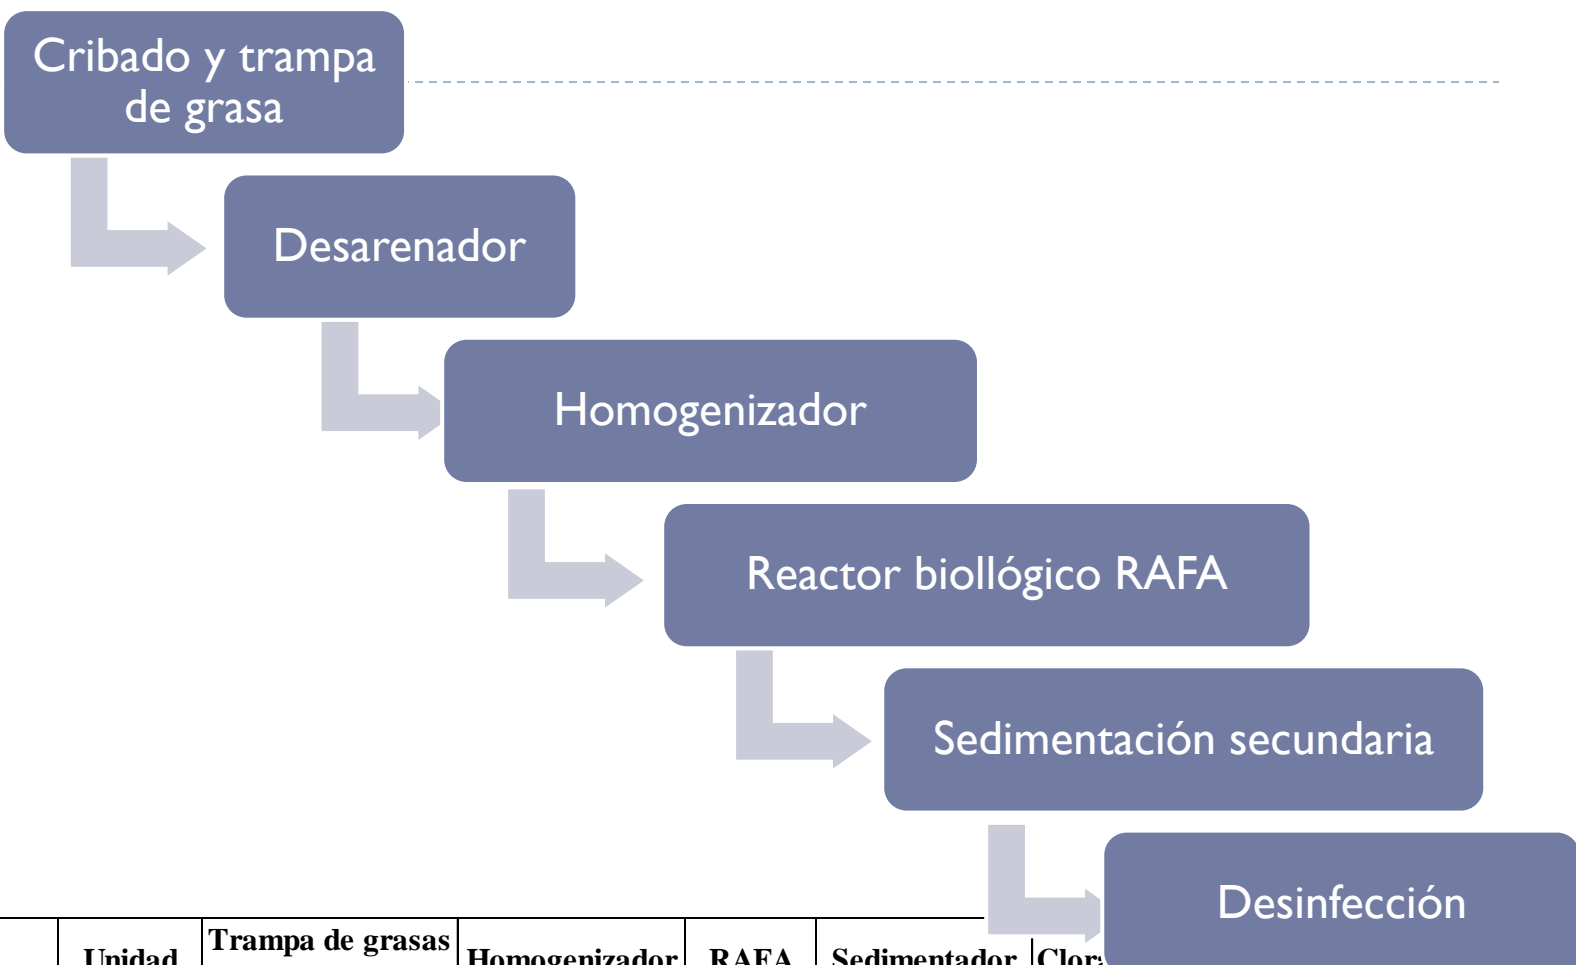 Cribado y trampa
de grasa
Desarenador
Homogenizador
Reactor biollógico RAFA
Sedimentación secundaria
Desinfección
Unidad
Trampa de grasas
Homogenizador
RAFA
Sedimentador